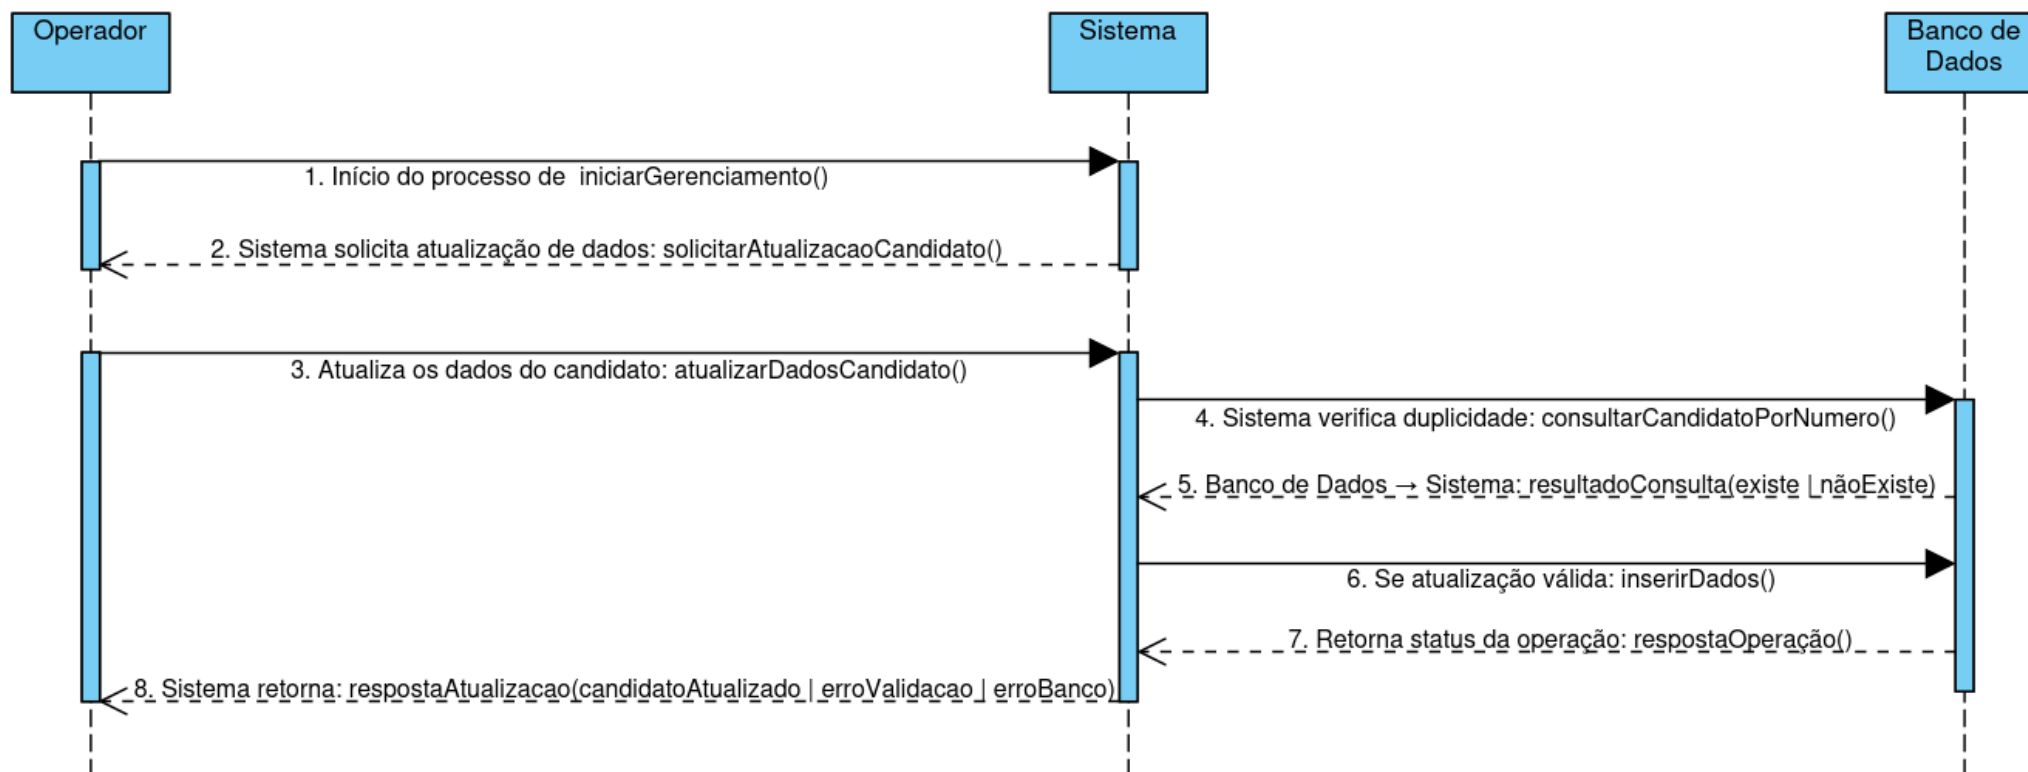 Operador
Sistema
Banco de
Dados
1. Início do processo de  iniciarGerenciamento()
2. Sistema solicita atualização de dados: solicitarAtualizacaoCandidato()
3. Atualiza os dados do candidato: atualizarDadosCandidato()
4. Sistema verifica duplicidade: consultarCandidatoPorNumero()
5. Banco de Dados → Sistema: resultadoConsulta(existe | nãoExiste)
6. Se atualização válida: inserirDados()
7. Retorna status da operação: respostaOperação()
8. Sistema retorna: respostaAtualizacao(candidatoAtualizado | erroValidacao | erroBanco)